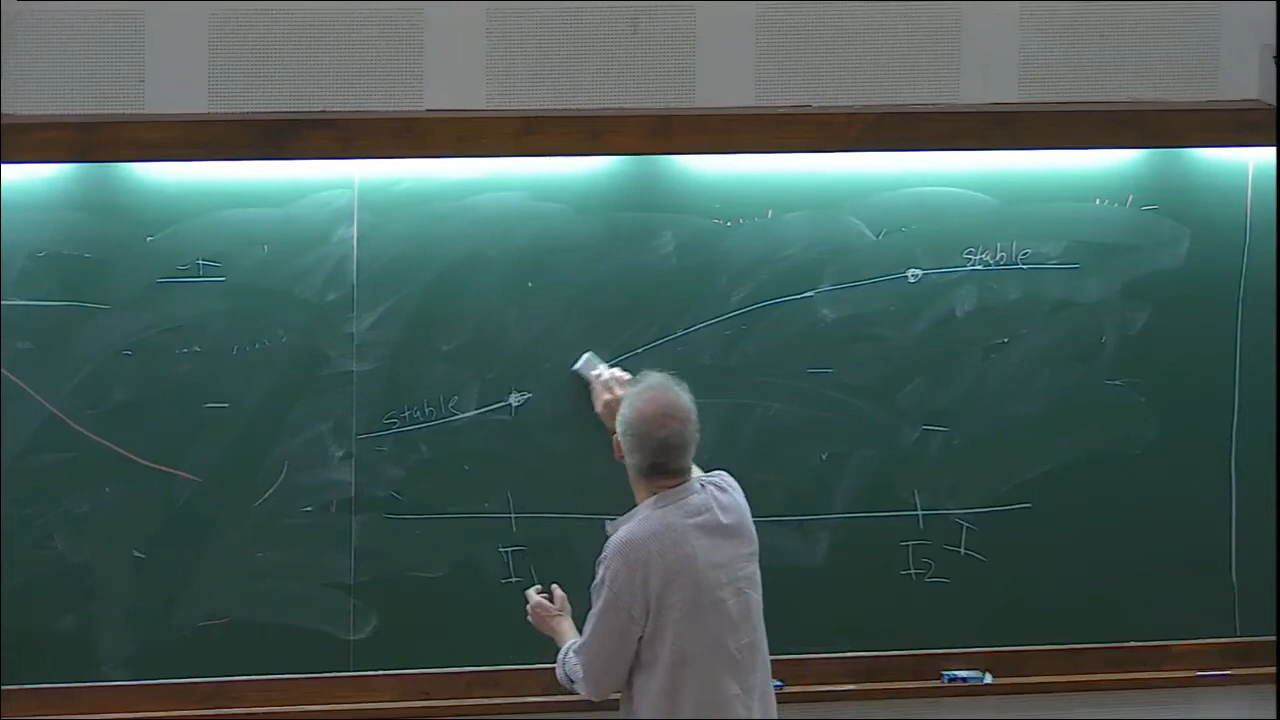 stable
stable
I₁
I₂
I